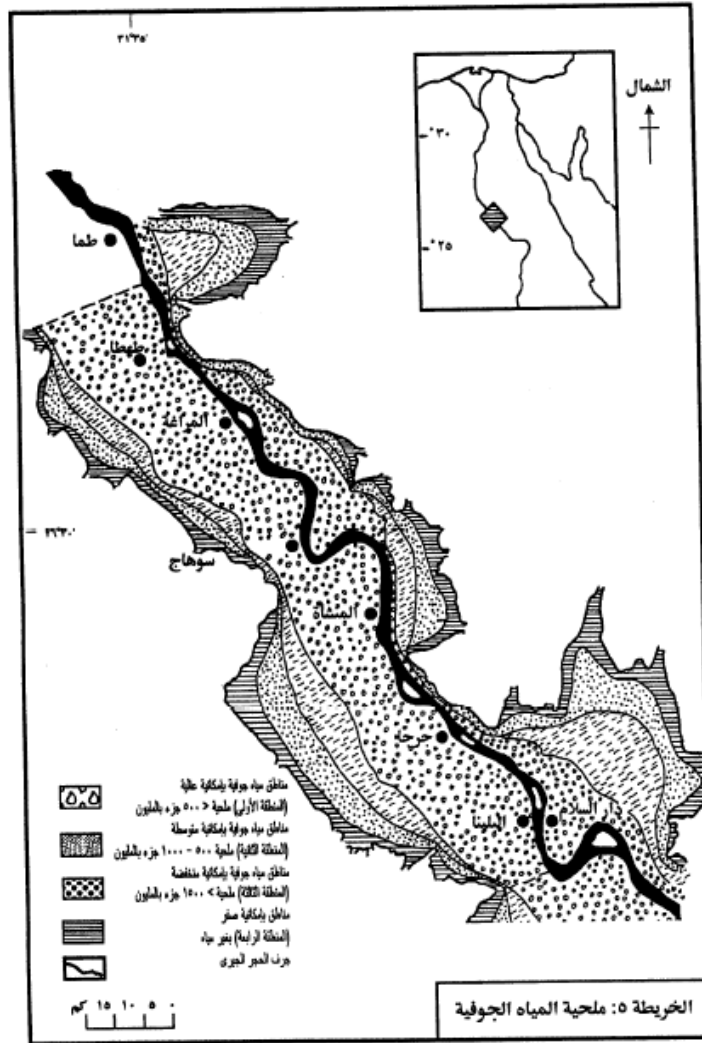 ٣١°٣٥'
الشمال
°٣٠
°٢٥
طما
طهطا
المراغة
٢٦°٣٠'
سوهاج
المنشأة
جرجا
دار السلام
البلينا
مناطق مياه جوفية بإمكانية عالية
(المنطقة الأولى) ملحية < ٥٠٠ جزء بالمليون
مناطق مياه جوفية بإمكانية متوسطة
(المنطقة الثانية) ملحية ٥٠٠ - ١٠٠٠ جزء بالمليون
مناطق مياه جوفية بإمكانية منخفضة
(المنطقة الثالثة) ملحية > ١٥٠٠ جزء بالمليون
مناطق بإمكانية صفر
(المنطقة الرابعة) بغير مياه
جرف الحجر الجيرى
٠ ٥ ١٠ ١٥ كم
الخريطة ٥: ملحية المياه الجوفية